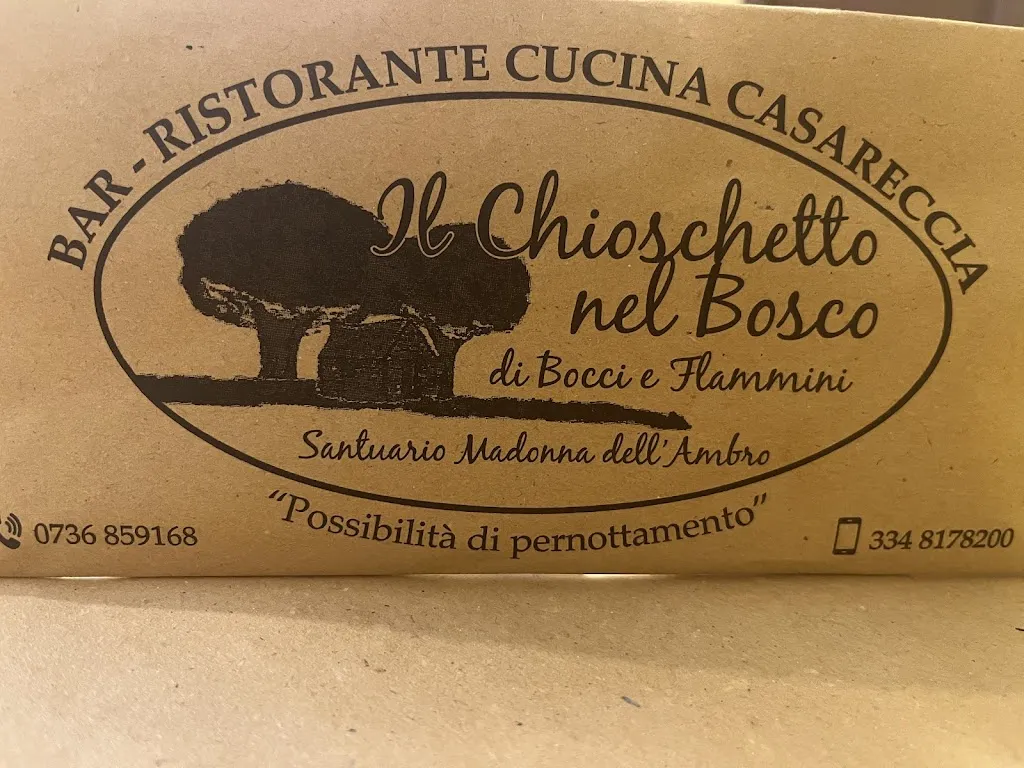 BAR - RISTORANTE CUCINA CASARECCIA
Il Chioschetto
nel Bosco
di Bocci e Flammini
Santuario Madonna dell'Ambro
"Possibilità di pernottamento"
0736 859168
334 8178200